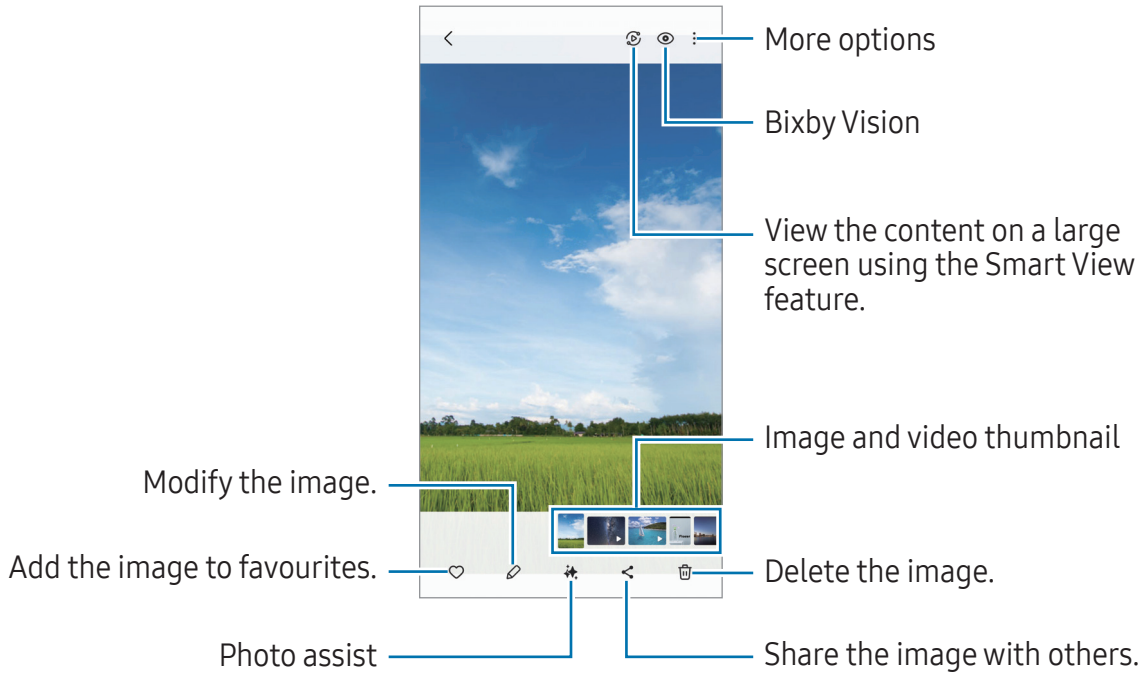 More options
Bixby Vision
View the content on a large
screen using the Smart View
feature.
Image and video thumbnail
Modify the image.
Add the image to favourites.
Delete the image.
Photo assist
Share the image with others.